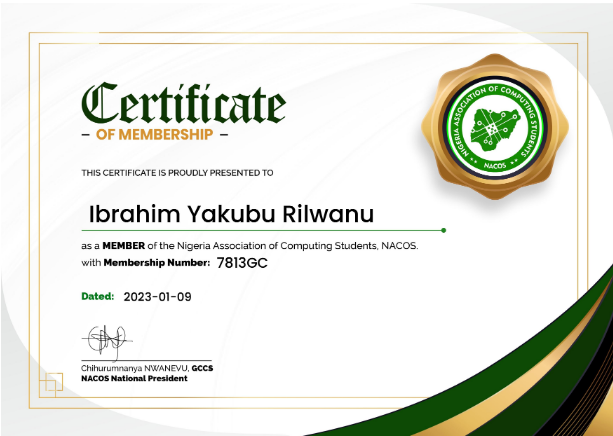 Certificate
– OF MEMBERSHIP –
NIGERIA ASSOCIATION OF COMPUTING STUDENTS
NACOS
THIS CERTIFICATE IS PROUDLY PRESENTED TO
Ibrahim Yakubu Rilwanu
as a MEMBER of the Nigeria Association of Computing Students, NACOS.
with Membership Number: 7813GC
Dated: 2023-01-09
Chihurumnanya NWANEVU, GCCS
NACOS National President